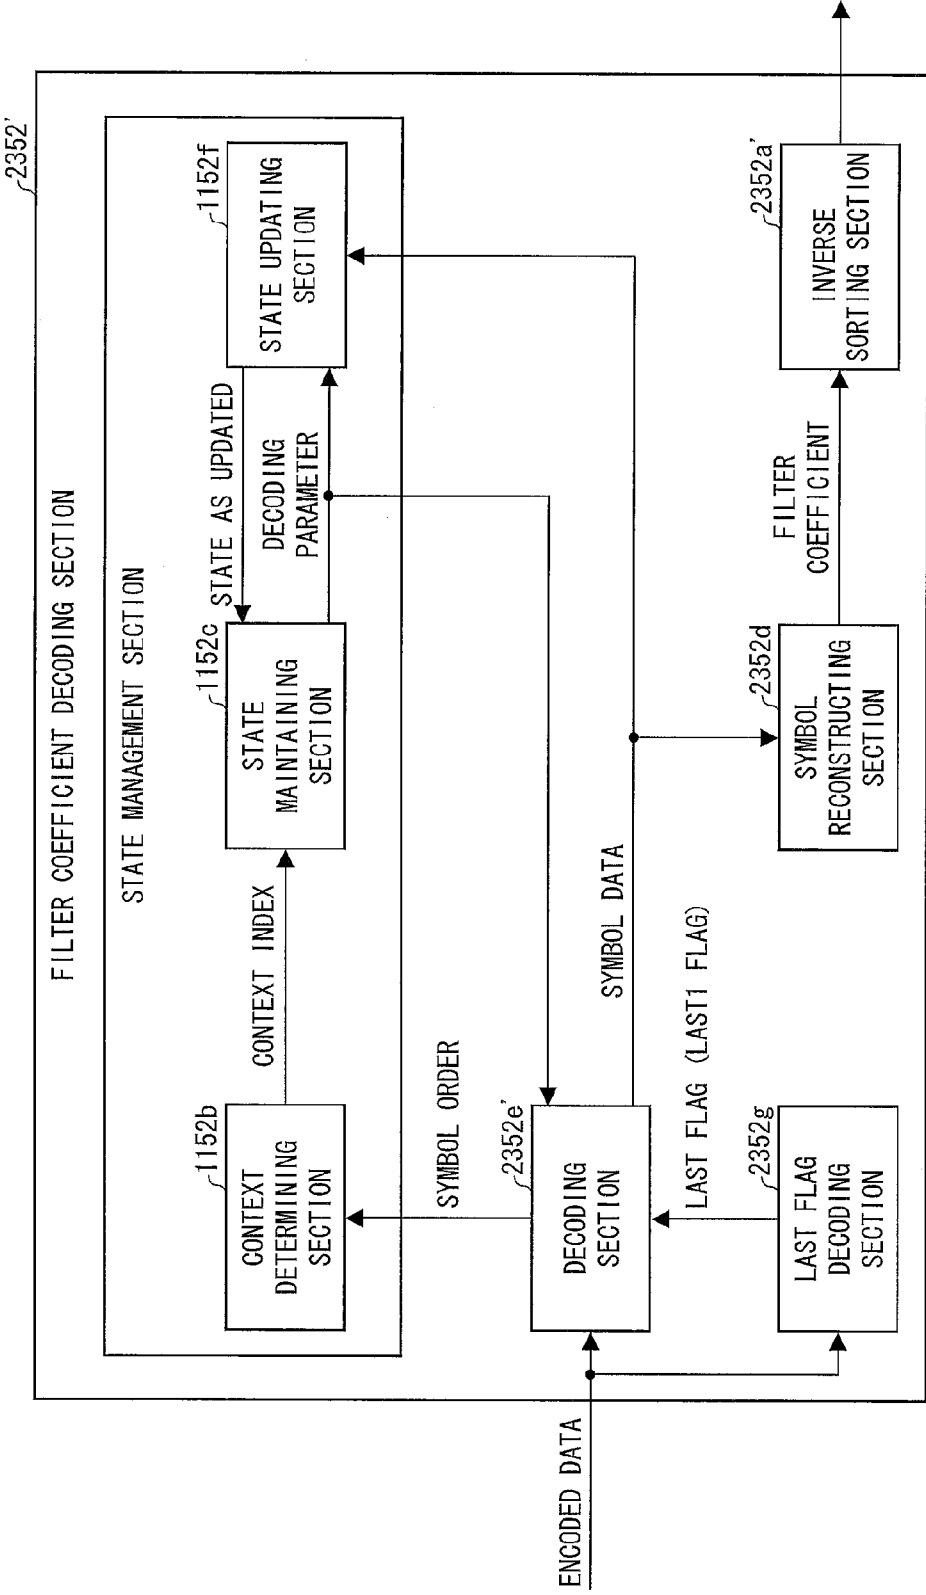 2352'
FILTER COEFFICIENT DECODING SECTION
STATE MANAGEMENT SECTION
1152b
CONTEXT
DETERMINING
SECTION
CONTEXT INDEX
1152c
STATE
MAINTAINING
SECTION
STATE AS UPDATED
DECODING
PARAMETER
1152f
STATE UPDATING
SECTION
SYMBOL ORDER
ENCODED DATA
2352e'
DECODING
SECTION
SYMBOL DATA
LAST FLAG (LAST1 FLAG)
2352g
LAST FLAG
DECODING
SECTION
2352d
SYMBOL
RECONSTRUCTING
SECTION
FILTER
COEFFICIENT
2352a'
INVERSE
SORTING SECTION